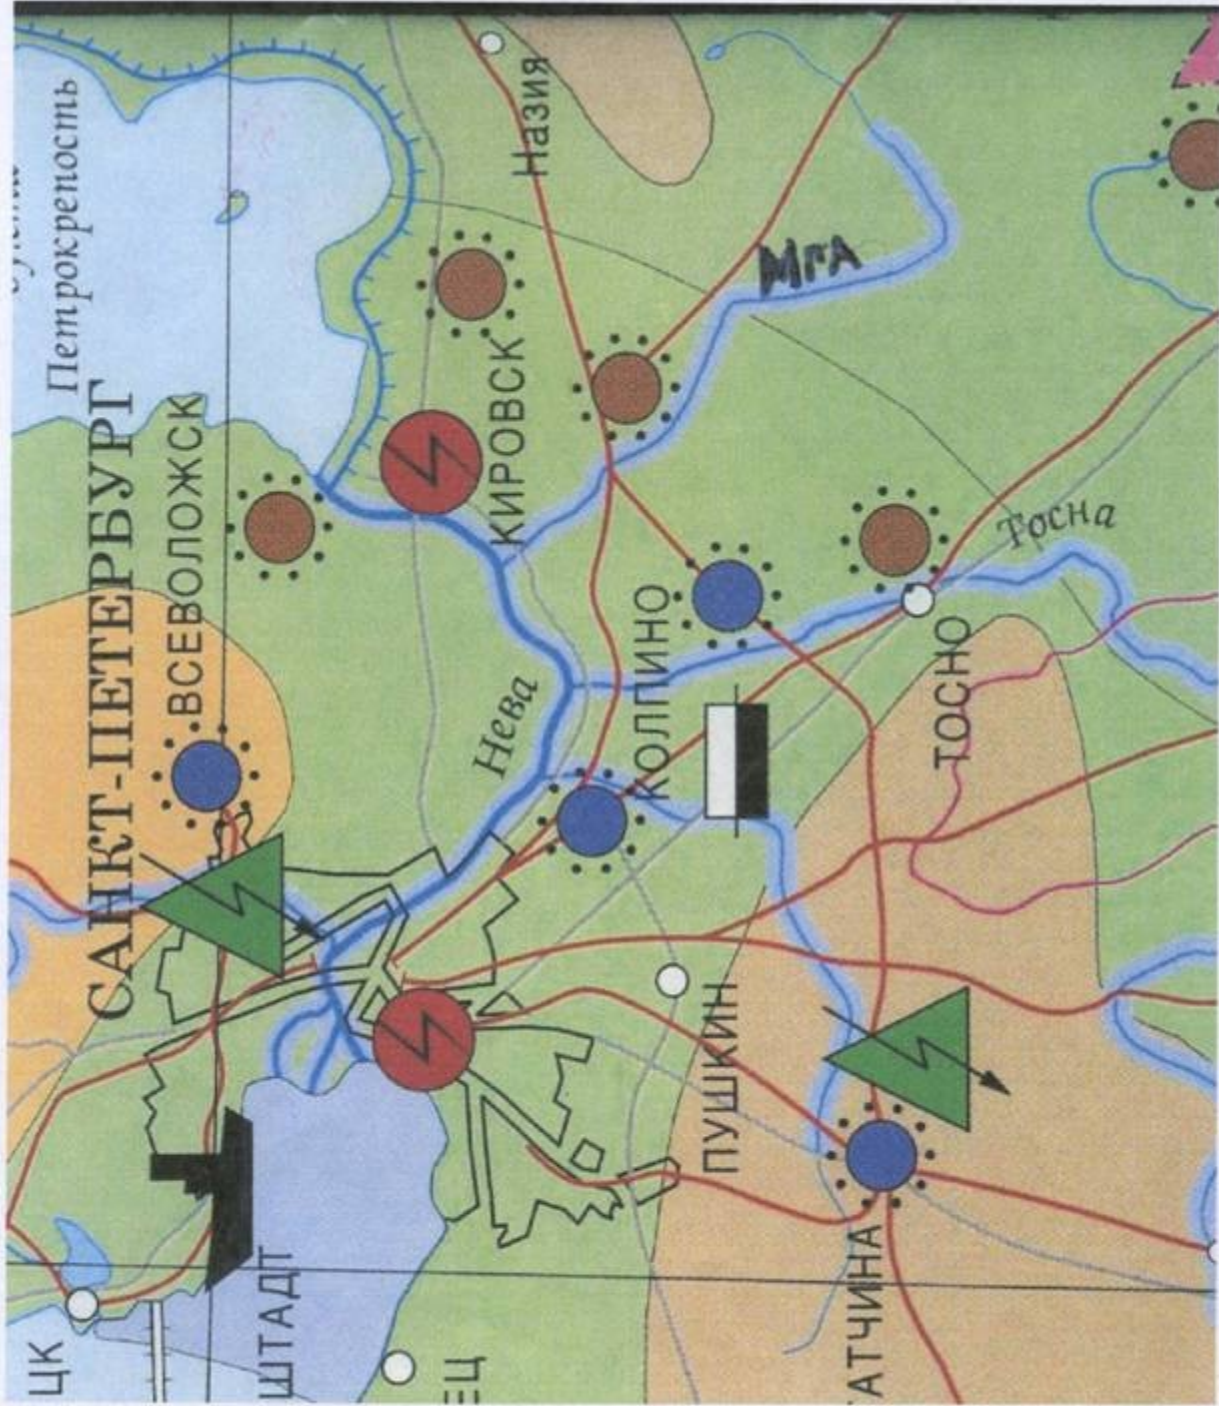 Петрокрепость
САНКТ-ПЕТЕРБУРГ
ВСЕВОЛОЖСК
Назия
КИРОВСК
Мга
Нева
КОЛПИНО
Тосна
ТОСНО
ПУШКИН
АТЧИНА
ШТАДТ
ЦК
ЕЦ